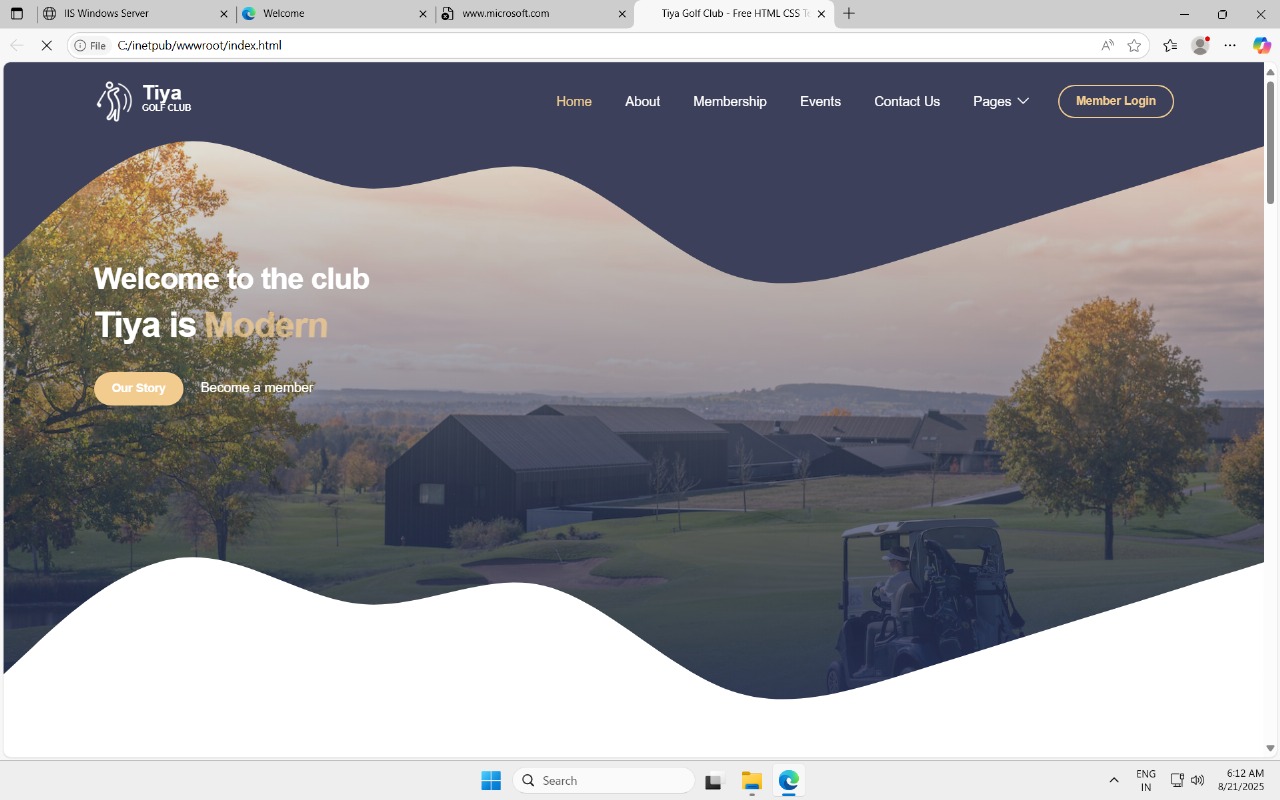 IIS Windows Server
Welcome
www.microsoft.com
Tiya Golf Club - Free HTML CSS Te
File
C:/inetpub/wwwroot/index.html
Tiya
GOLF CLUB
Home
About
Membership
Events
Contact Us
Pages
Member Login
Welcome to the club
Tiya is Modern
Our Story
Become a member
Search
ENG
IN
6:12 AM
8/21/2025